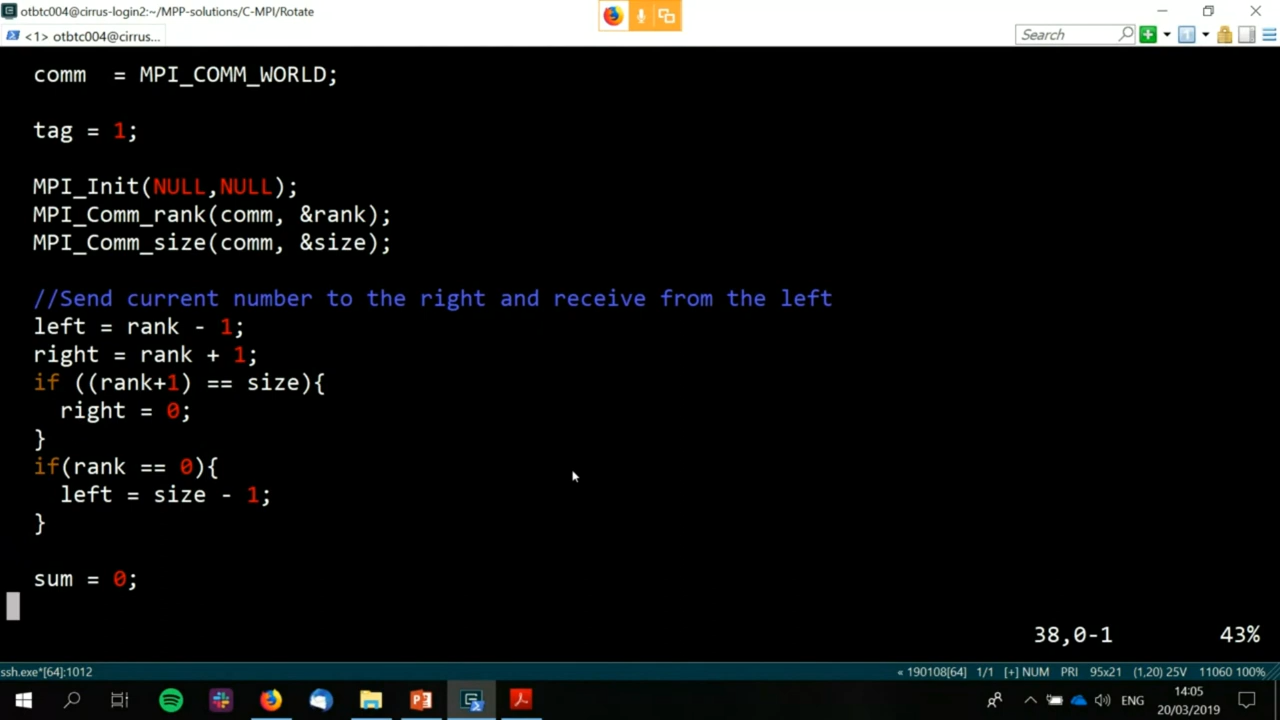 otbtc004@cirrus-login2:~/MPP-solutions/C-MPI/Rotate
<1> otbtc004@cirrus...
Search
comm = MPI_COMM_WORLD;
tag = 1;
MPI_Init(NULL,NULL);
MPI_Comm_rank(comm, &rank);
MPI_Comm_size(comm, &size);
//Send current number to the right and receive from the left
left = rank - 1;
right = rank + 1;
if ((rank+1) == size){
right = 0;
}
if(rank == 0){
left = size - 1;
}
sum = 0;
38,0-1 43%
ssh.exe*[64]:1012
« 190108[64] 1/1 [+] NUM PRI 95x21 (1,20) 25V 11060 100%
ENG
14:05
20/03/2019